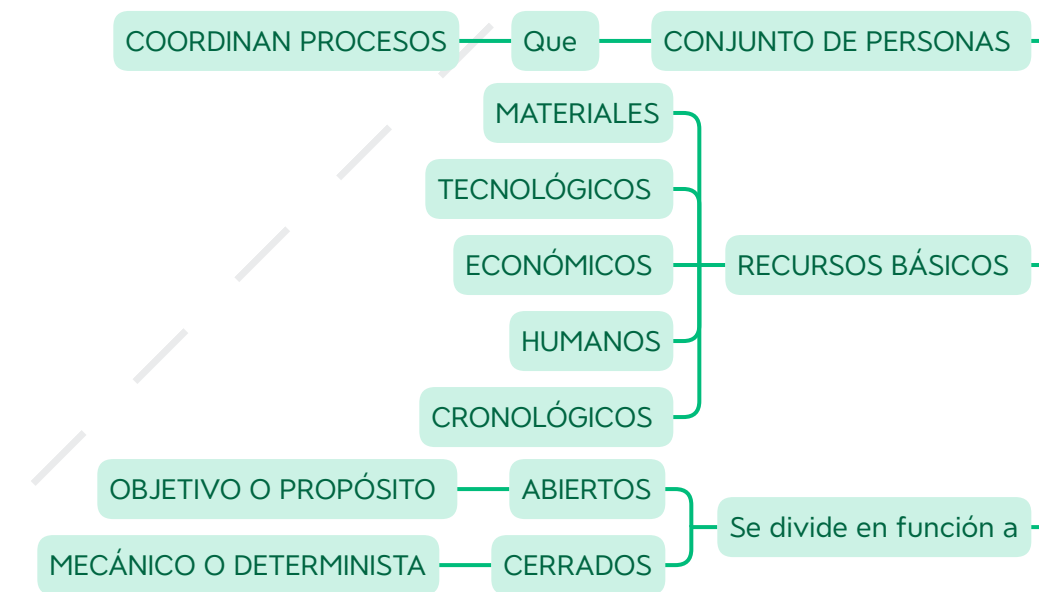 COORDINAN PROCESOS
Que
CONJUNTO DE PERSONAS
MATERIALES
TECNOLÓGICOS
ECONÓMICOS
HUMANOS
CRONOLÓGICOS
RECURSOS BÁSICOS
OBJETIVO O PROPÓSITO
ABIERTOS
MECÁNICO O DETERMINISTA
CERRADOS
Se divide en función a